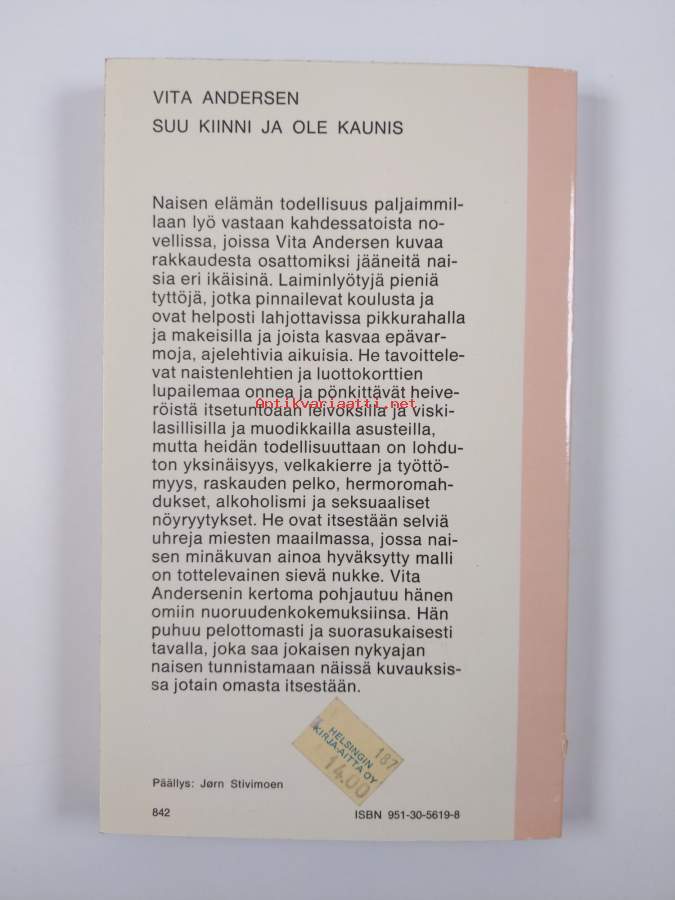 VITA ANDERSEN
SUU KIINNI JA OLE KAUNIS
Naisen elämän todellisuus paljaimmil-
laan lyö vastaan kahdessatoista no-
vellissa, joissa Vita Andersen kuvaa
rakkaudesta osattomiksi jääneitä nai-
sia eri ikäisinä. Laiminlyötyjä pieniä
tyttöjä, jotka pinnailevat koulusta ja
ovat helposti lahjottavissa pikkurahalla
ja makeisilla ja joista kasvaa epävar-
moja, ajelehtivia aikuisia. He tavoittele-
vat naistenlehtien ja luottokorttien
lupailemaa onnea ja pönkittävät heive-
röistä itsetuntoaan leivoksilla ja viski-
Antikvariaatti.net
lasillisilla ja muodikkailla asusteilla,
mutta heidän todellisuuttaan on lohdu-
ton yksinäisyys, velkakierre ja työttö-
myys, raskauden pelko, hermoromah-
dukset, alkoholismi ja seksuaaliset
nöyryytykset. He ovat itsestään selviä
uhreja miesten maailmassa, jossa nai-
sen minäkuvan ainoa hyväksytty malli
on tottelevainen sievä nukke. Vita
Andersenin kertoma pohjautuu hänen
omiin nuoruudenkokemuksiinsa. Hän
puhuu pelottomasti ja suorasukaisesti
tavalla, joka saa jokaisen nykyajan
naisen tunnistamaan näissä kuvauksis-
sa jotain omasta itsestään.
187
HELSINGIN
KIRJA-AITTA OY
14.00
Päällys: Jørn Stivimoen
842
ISBN 951-30-5619-8